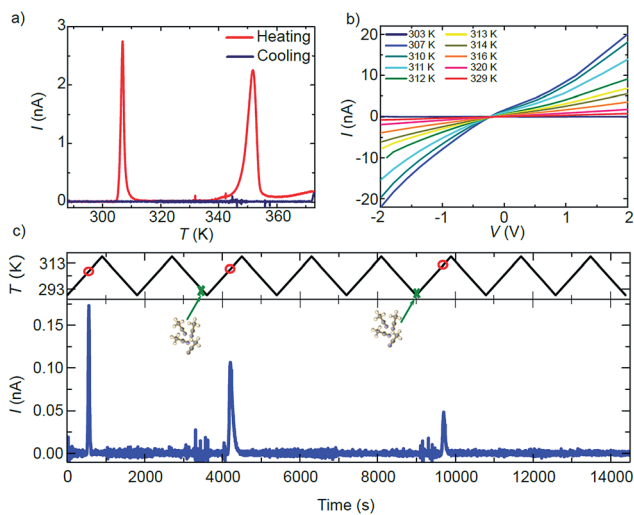 a)
Heating
Cooling
I (nA)
3
2
1
0
300
320
340
360
T (K)
b)
303 K
313 K
307 K
314 K
310 K
316 K
311 K
320 K
312 K
329 K
I (nA)
20
10
0
-10
-20
-2
-1
0
1
2
V (V)
c)
T (K)
313
293
I (nA)
0.15
0.10
0.05
0.00
0
2000
4000
6000
8000
10000
12000
14000
Time (s)